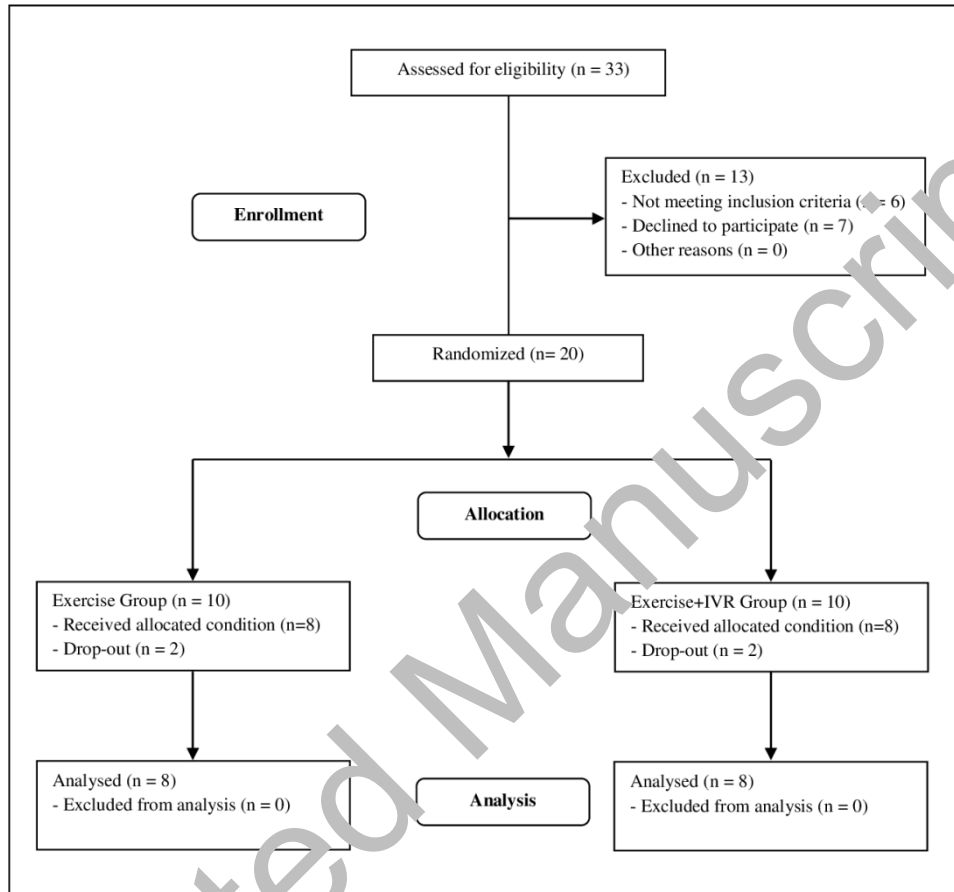 Assessed for eligibility (n = 33)
Excluded (n = 13)
- Not meeting inclusion criteria ( = 6)
- Declined to participate (n = 7)
- Other reasons (n = 0)
Enrollment
Randomized (n= 20)
Allocation
Exercise Group (n = 10)
- Received allocated condition (n=8)
- Drop-out (n = 2)
Exercise+IVR Group (n = 10)
- Received allocated condition (n=8)
- Drop-out (n = 2)
Analysed (n = 8)
- Excluded from analysis (n = 0)
Analysis
Analysed (n = 8)
- Excluded from analysis (n = 0)
Manuscrip